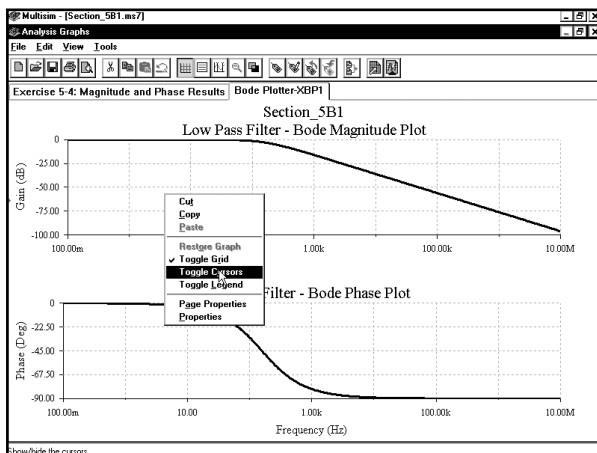 Multisim - [Section_5B1.ms7]
Analysis Graphs
File Edit View Tools
Exercise 5-4: Magnitude and Phase Results Bode Plotter-XBP1
Section_5B1
Low Pass Filter - Bode Magnitude Plot
Gain (dB)
0
-25.00
-50.00
-75.00
-100.00
100.00m 1.00k 100.00k 10.00M
Cut
Copy
Paste
Restore Graph
Toggle Grid
Toggle Cursors
Toggle Legend
Page Properties
Properties
Filter - Bode Phase Plot
Phase (Deg)
0
-22.50
-45.00
-67.50
-90.00
100.00m 10.00 1.00k 100.00k 10.00M
Frequency (Hz)
Show/hide the cursors